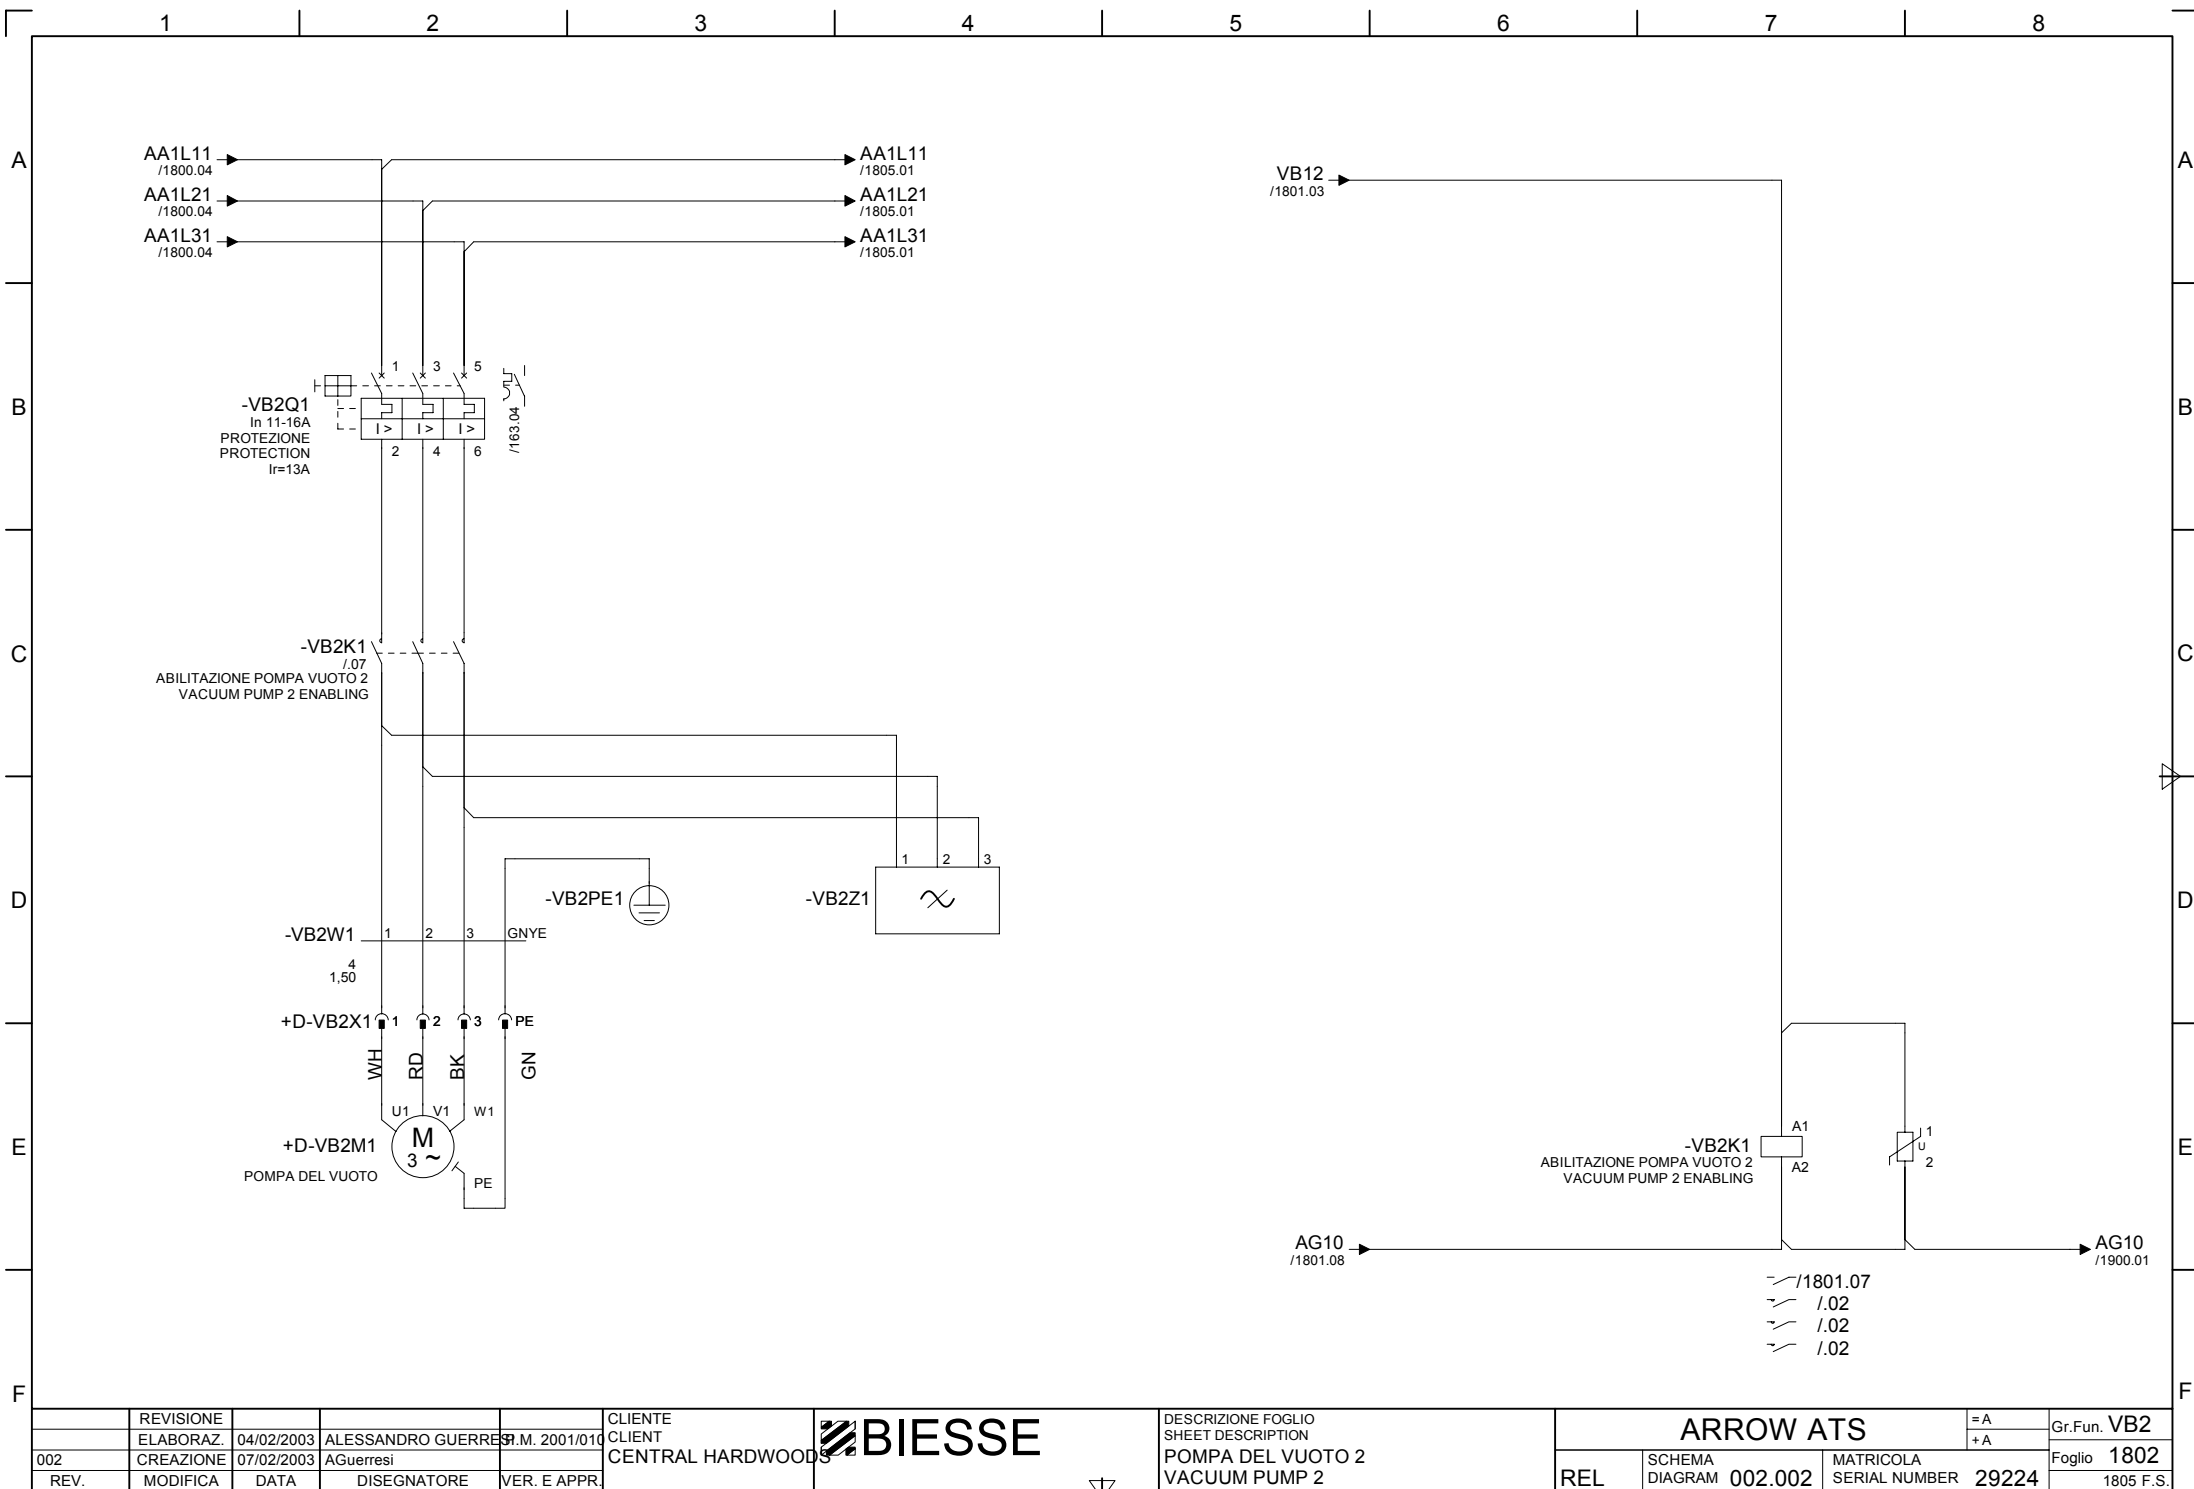 1 2 3 4 5 6 7 8
A A
AA1L11
/1800.04
AA1L11
/1805.01
VB12
/1801.03
AA1L21
/1800.04
AA1L21
/1805.01
AA1L31
/1800.04
AA1L31
/1805.01
1 3 5
B B
-VB2Q1
In 11-16A
PROTEZIONE
PROTECTION
Ir=13A
I > I > I >
2 4 6
/163.04
C C
-VB2K1
/.07
ABILITAZIONE POMPA VUOTO 2
VACUUM PUMP 2 ENABLING
1 2 3
D D
-VB2PE1
-VB2Z1
-VB2W1
1 2 3 GNYE
4
1,50
+D-VB2X1 1 2 3 PE
WH RD BK GN
U1 V1 W1
E E
+D-VB2M1
M
3 ~
POMPA DEL VUOTO
PE
-VB2K1
ABILITAZIONE POMPA VUOTO 2
VACUUM PUMP 2 ENABLING
A1
A2
1
U
2
AG10
/1801.08
AG10
/1900.01
/1801.07
/.02
/.02
/.02
F F
REVISIONE
ELABORAZ. 04/02/2003 ALESSANDRO GUERRESI P.M. 2001/010
002 CREAZIONE 07/02/2003 AGuerresi
REV. MODIFICA DATA DISEGNATORE VER. E APPR.
CLIENTE
CLIENT
CENTRAL HARDWOODS
BIESSE
DESCRIZIONE FOGLIO
SHEET DESCRIPTION
POMPA DEL VUOTO 2
VACUUM PUMP 2
ARROW ATS
= A
+ A
Gr.Fun. VB2
REL
SCHEMA
DIAGRAM 002.002
MATRICOLA
SERIAL NUMBER 29224
Foglio 1802
1805 F.S.